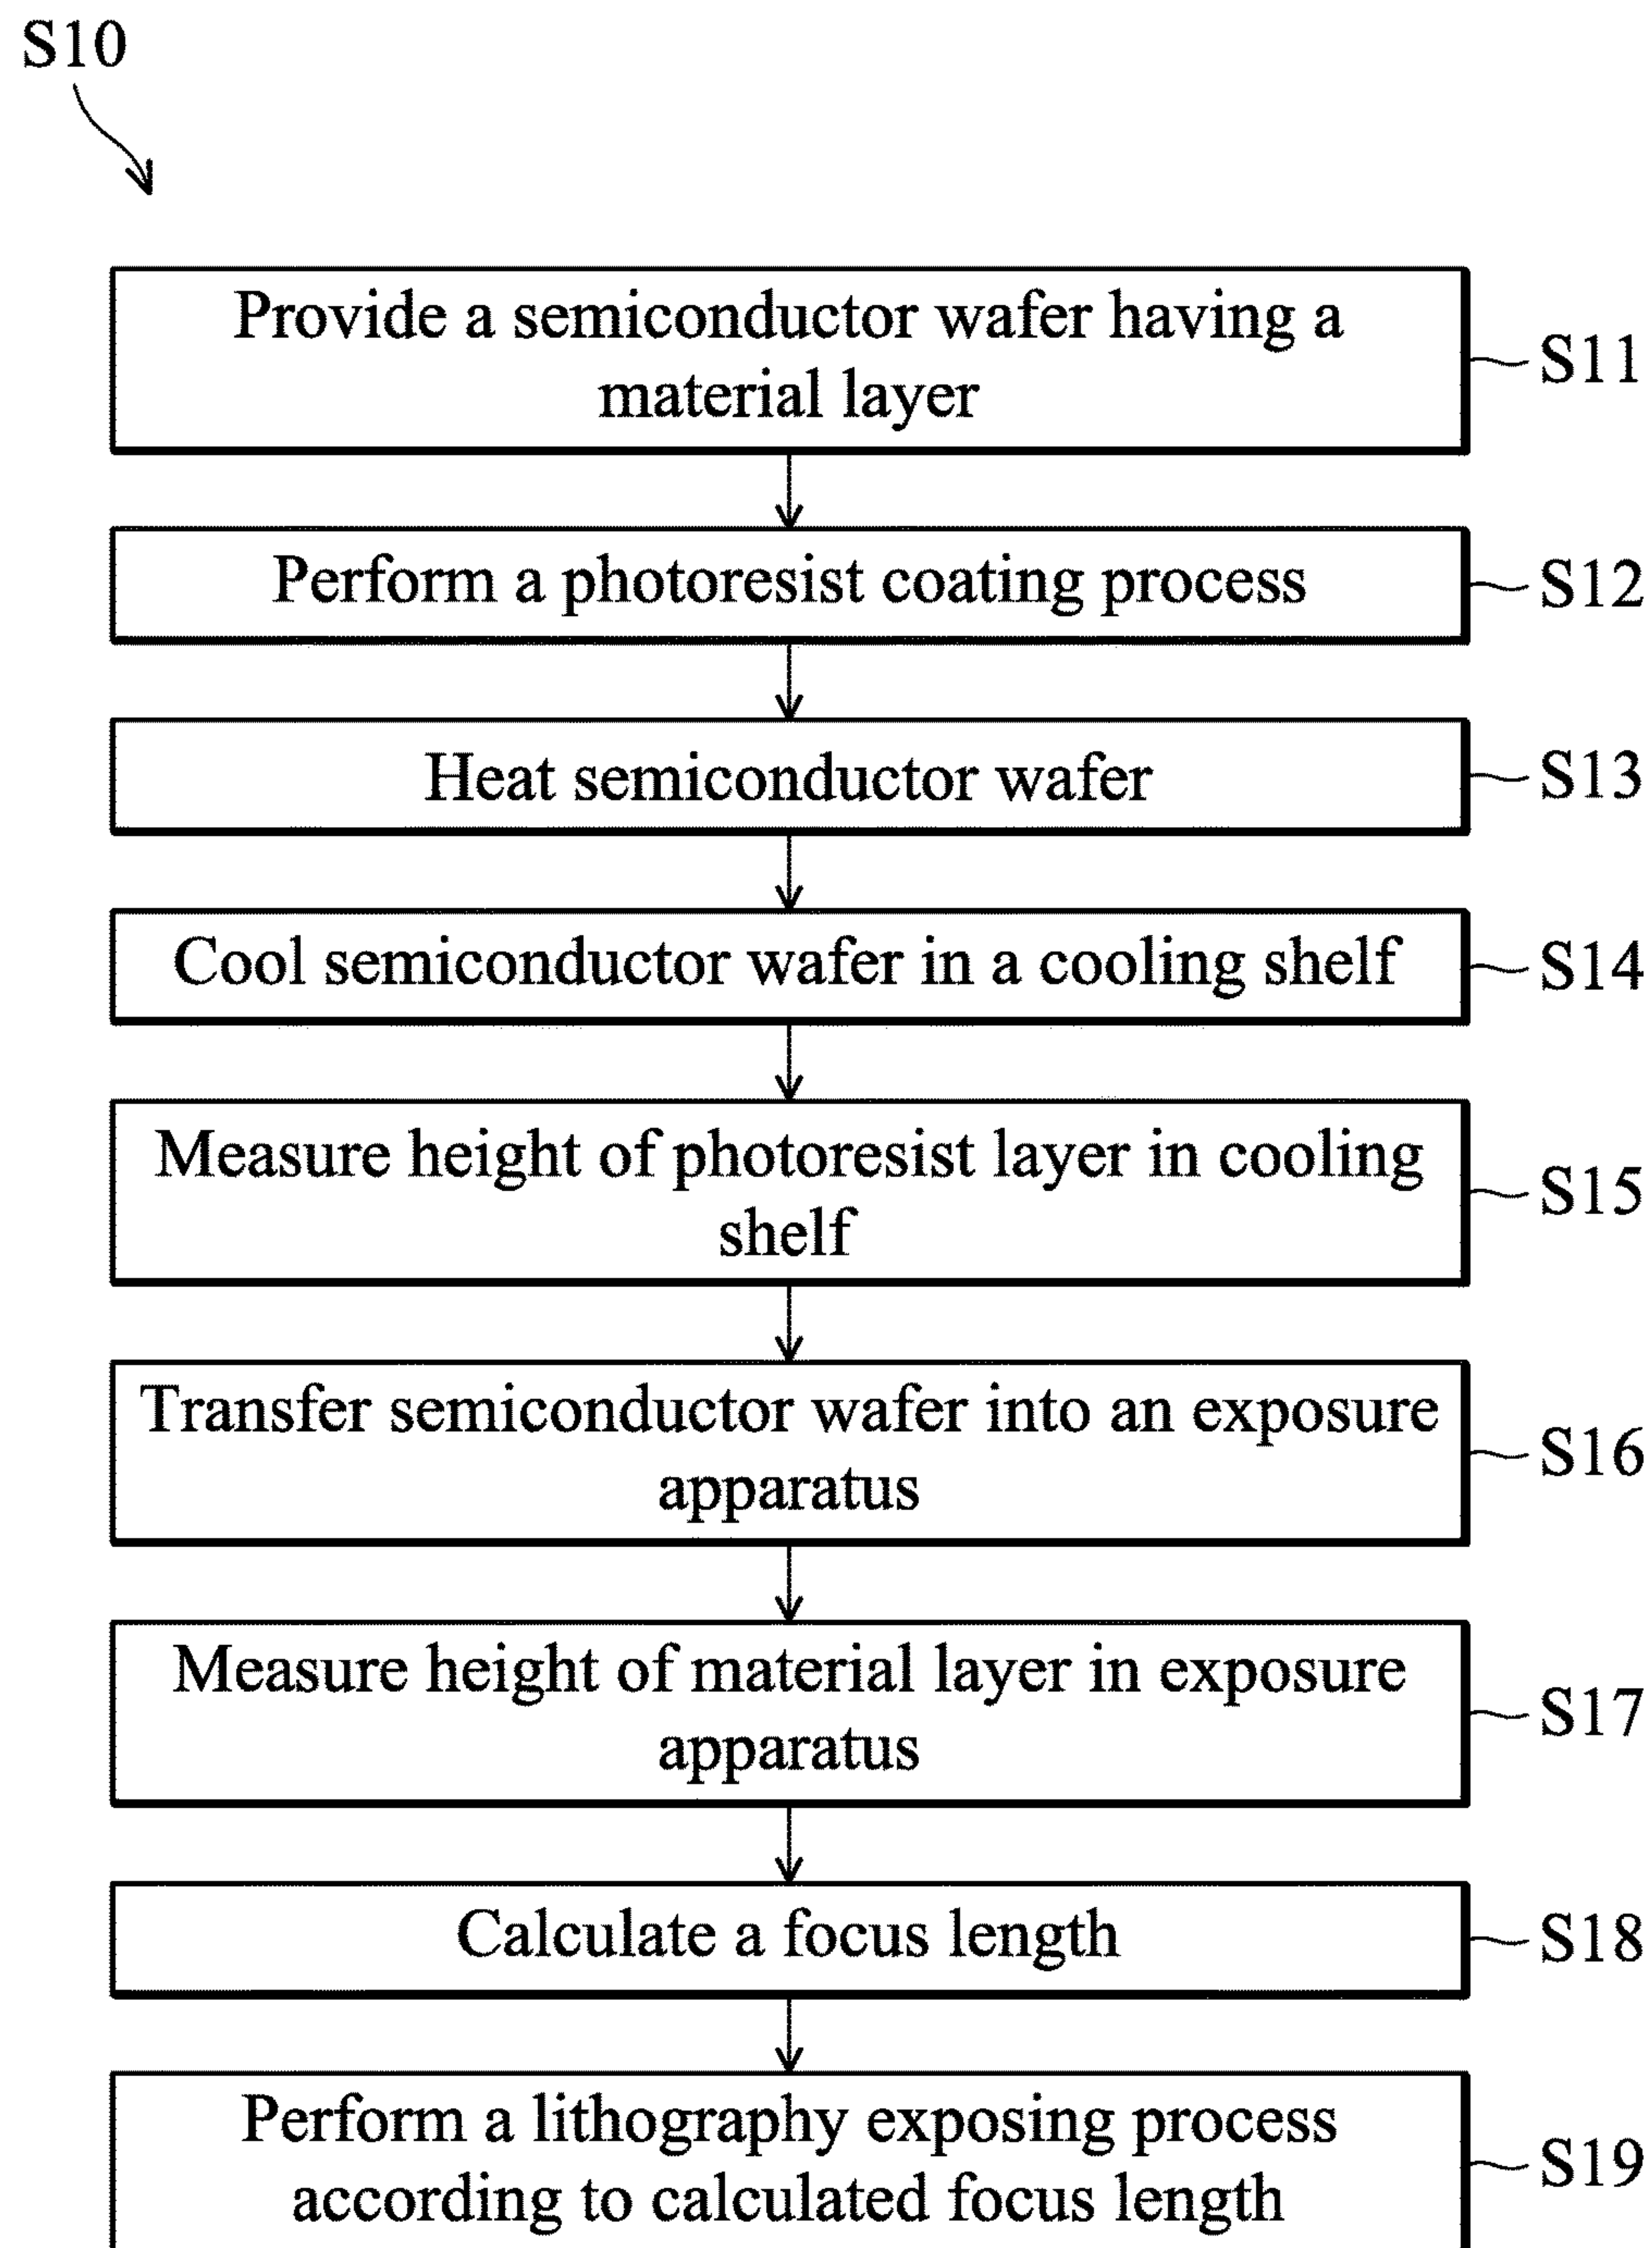 S10
Provide a semiconductor wafer having a
material layer
S11
Perform a photoresist coating process
S12
Heat semiconductor wafer
S13
Cool semiconductor wafer in a cooling shelf
S14
Measure height of photoresist layer in cooling
shelf
S15
Transfer semiconductor wafer into an exposure
apparatus
S16
Measure height of material layer in exposure
apparatus
S17
Calculate a focus length
S18
Perform a lithography exposing process
according to calculated focus length
S19